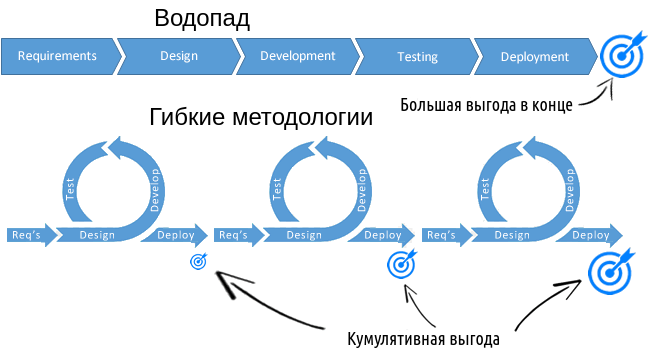 Водопад
Requirements Design Development Testing Deployment
Большая выгода в конце
Гибкие методологии
Test Develop Test Develop Test Develop
Req's Design Deploy Req's Design Deploy Req's Design Deploy
Кумулятивная выгода